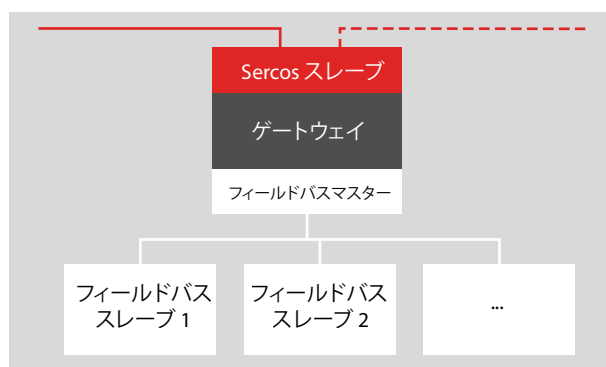 Sercos スレーブ
ゲートウェイ
フィールドバスマスター
フィールドバス
スレーブ 1
フィールドバス
スレーブ 2
...